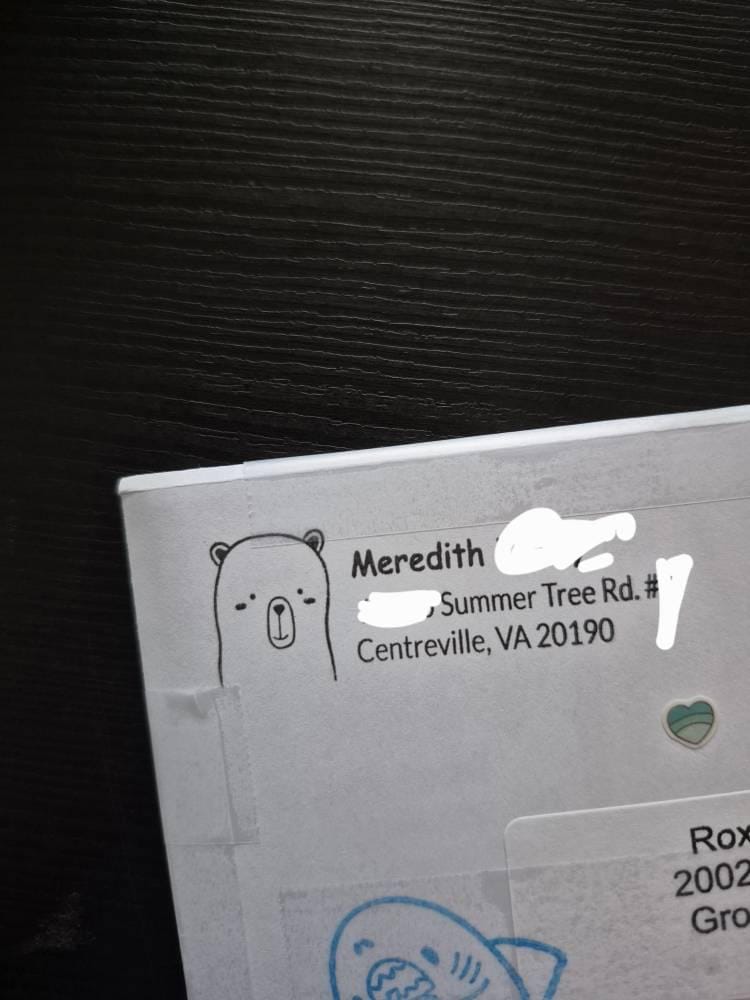 Meredith
Summer Tree Rd. #
Centreville, VA 20190
Rox
2002
Gro